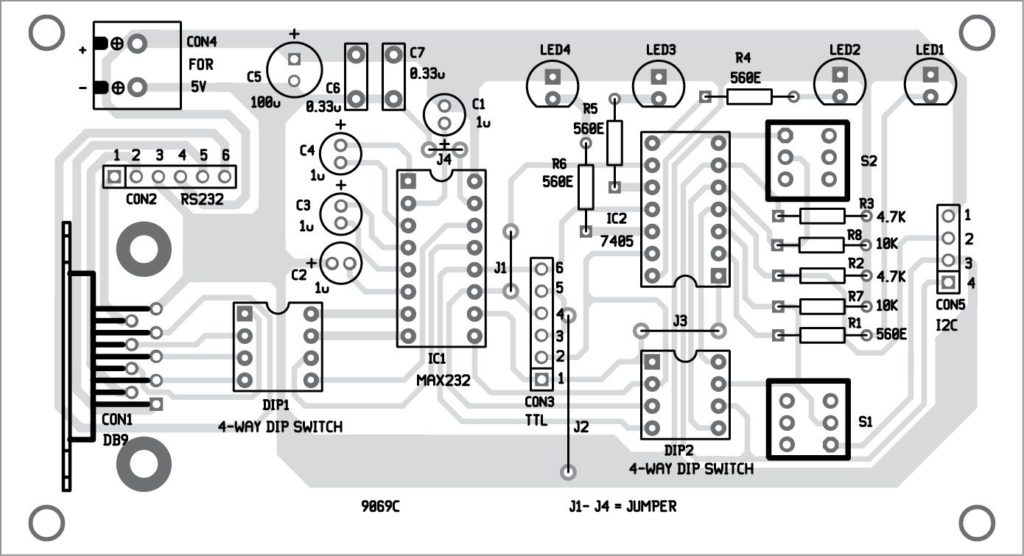 + CON4
FOR
- 5V
+
C5
100u
C6
0.33u
C7
0.33u
C1
1u
+
J4
LED4
LED3
R4
560E
LED2
LED1
R5
560E
R6
560E
S2
1 2 3 4 5 6
CON2 RS232
+
C4
1u
+
C3
1u
+
C2
1u
IC2
7405
R3
4.7K
R8
10K
R2
4.7K
R7
10K
R1
560E
1
2
3
4
CON5
I2C
J1
6
5
4
3
2
1
CON3
TTL
J3
J2
IC1
MAX232
DIP1
4-WAY DIP SWITCH
CON1
DB9
S1
DIP2
4-WAY DIP SWITCH
9069C
J1- J4 = JUMPER